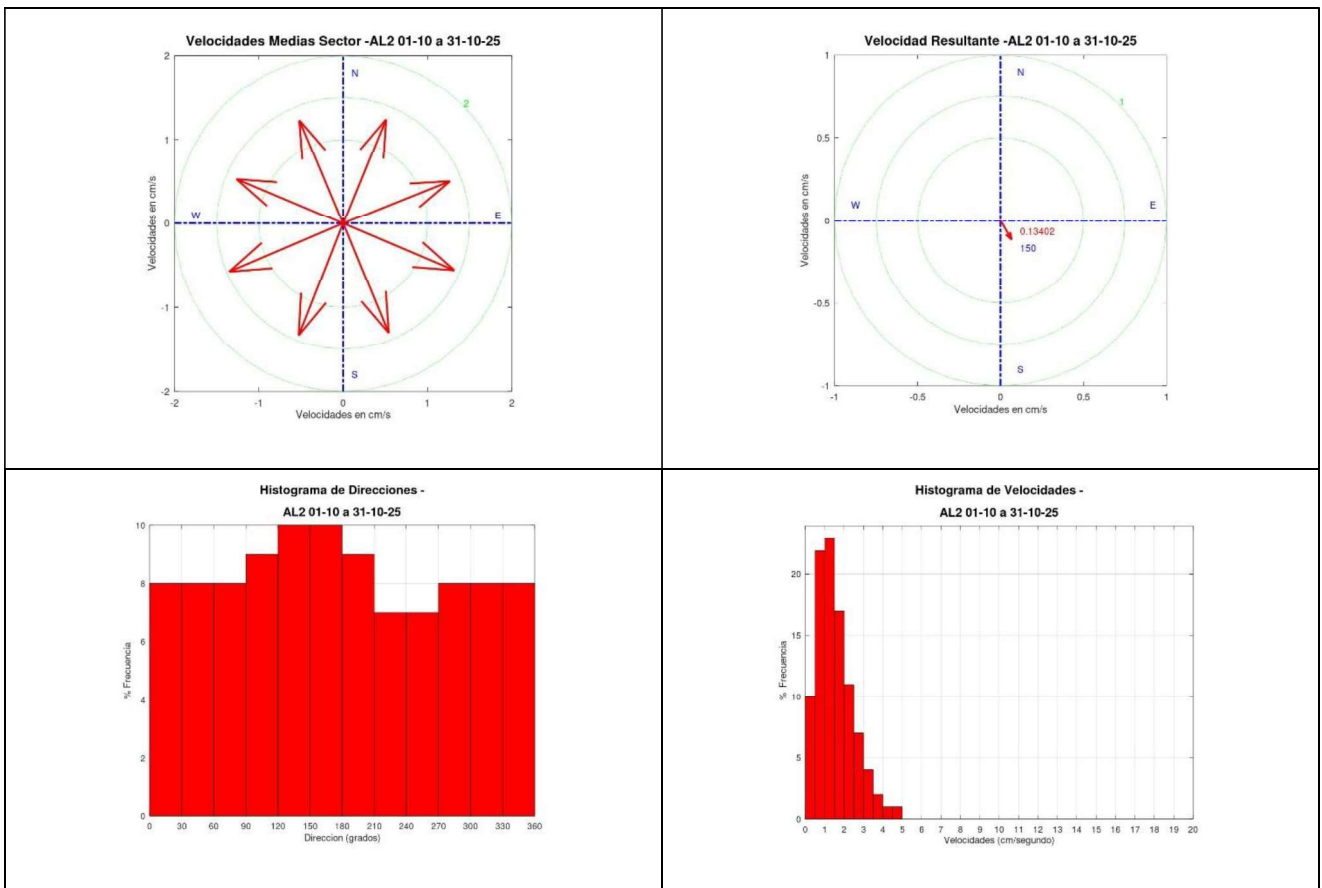 Velocidades Medias Sector -AL2 01-10 a 31-10-25
2
1
0
-1
-2
-2
-1
0
1
2
Velocidades en cm/s
Velocidades en cm/s
N
W
E
S
2
Velocidad Resultante -AL2 01-10 a 31-10-25
1
0.5
0
-0.5
-1
-1
-0.5
0
0.5
1
Velocidades en cm/s
Velocidades en cm/s
N
W
E
S
1
0.13402
150
Histograma de Direcciones -
AL2 01-10 a 31-10-25
10
8
6
4
2
0
% Frecuencia
0 30 60 90 120 150 180 210 240 270 300 330 360
Direccion (grados)
Histograma de Velocidades -
AL2 01-10 a 31-10-25
20
15
10
5
0
% Frecuencia
0 1 2 3 4 5 6 7 8 9 10 11 12 13 14 15 16 17 18 19 20
Velocidades (cm/segundo)